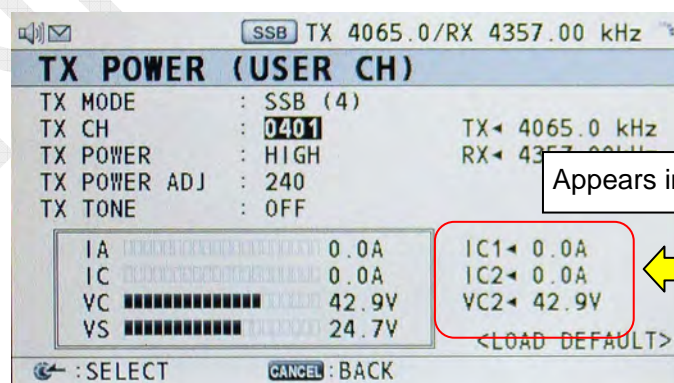 SSB TX 4065.0/RX 4357.00 kHz
TX POWER (USER CH)
TX MODE : SSB (4)
TX CH : 0401 TX◄ 4065.0 kHz
TX POWER : HIGH RX◄ 4357.00kHz
TX POWER ADJ : 240
Appears i
TX TONE : OFF
IA 0.0A IC1◄ 0.0A
IC 0.0A IC2◄ 0.0A
VC 42.9V VC2◄ 42.9V
VS 24.7V <LOAD DEFAULT>
:SELECT CANCEL :BACK